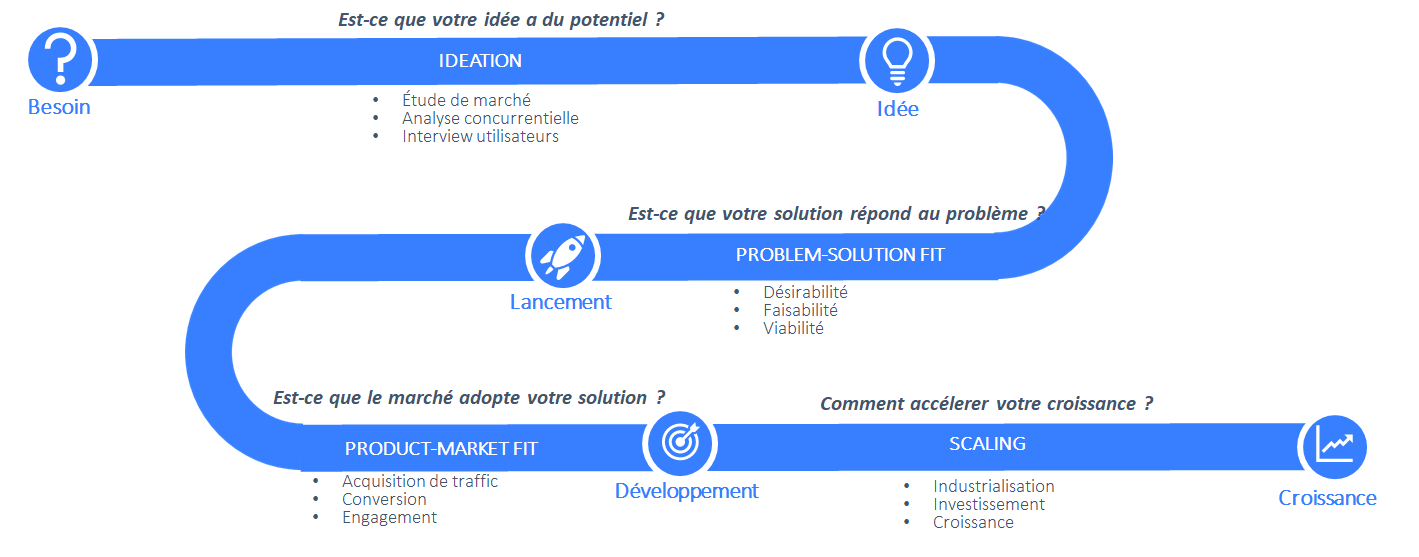 Est-ce que votre idée a du potentiel ?
IDEATION
Besoin
Idée
• Étude de marché
• Analyse concurrentielle
• Interview utilisateurs
Est-ce que votre solution répond au problème ?
PROBLEM-SOLUTION FIT
Lancement
• Désirabilité
• Faisabilité
• Viabilité
Est-ce que le marché adopte votre solution ?
PRODUCT-MARKET FIT
• Acquisition de traffic
• Conversion
• Engagement
Développement
Comment accélerer votre croissance ?
SCALING
• Industrialisation
• Investissement
• Croissance
Croissance